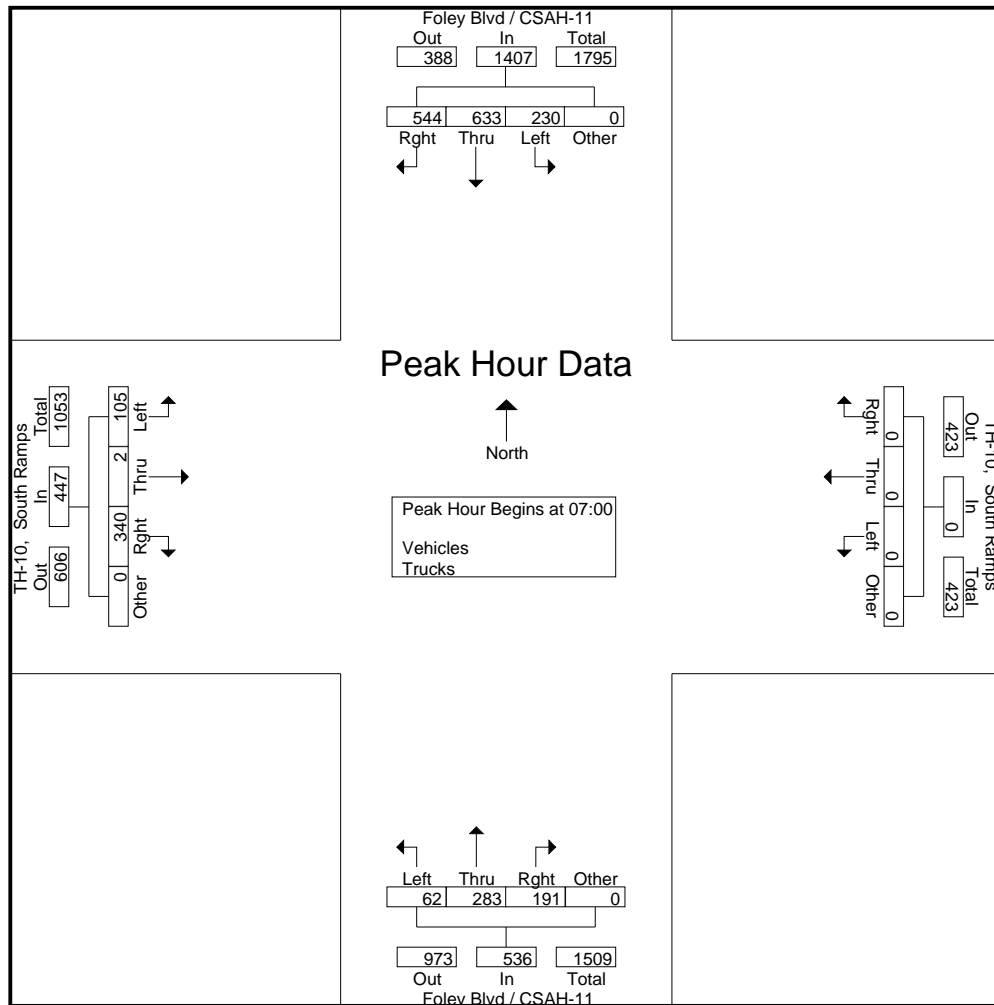 Foley Blvd / CSAH-11
Out In Total
388 1407 1795
544 633 230 0
Rght Thru Left Other
Peak Hour Data
North
Peak Hour Begins at 07:00
Vehicles
Trucks
TH-10, South Ramps
Out In Total
606 447 1053
105 2 340 0
Left Thru Rght Other
TH-10, South Ramps
Out In Total
423 0 423
0 0 0 0
Rght Thru Left Other
Left Thru Rght Other
62 283 191 0
973 536 1509
Out In Total
Foley Blvd / CSAH-11